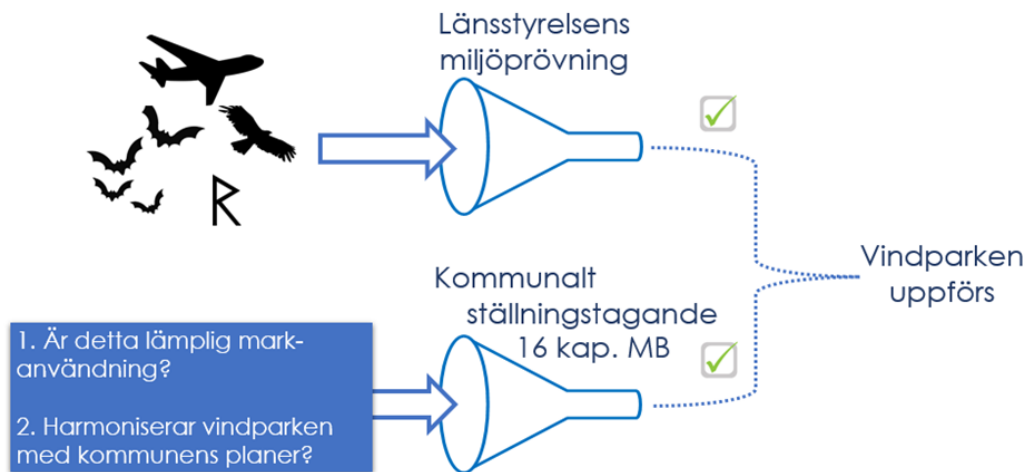 Länsstyrelsens
miljöprövning
Kommunalt
ställningstagande
16 kap. MB
1. Är detta lämplig mark-
användning?
2. Harmoniserar vindparken
med kommunens planer?
Vindparken
uppförs